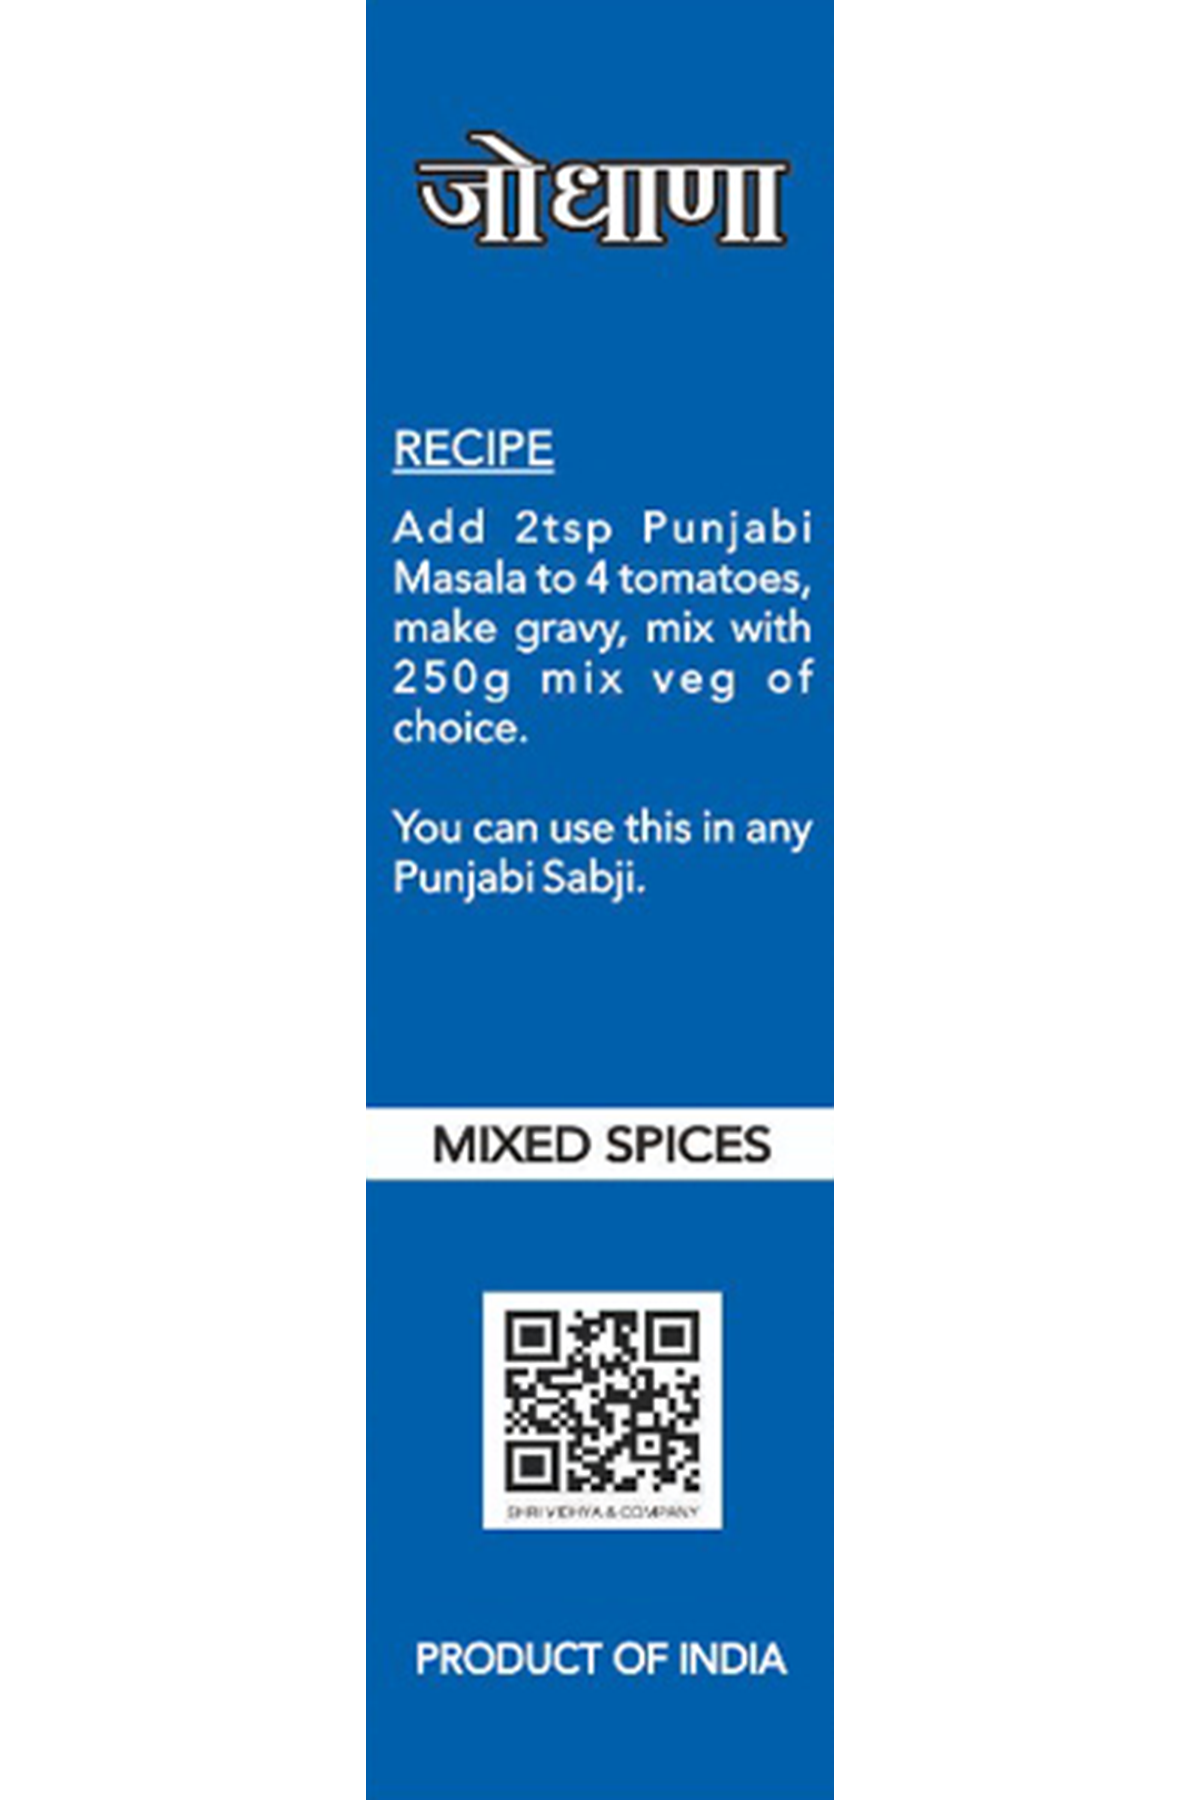 जोधाणा
RECIPE
Add 2tsp Punjabi
Masala to 4 tomatoes,
make gravy, mix with
250g mix veg of
choice.
You can use this in any
Punjabi Sabji.
MIXED SPICES
SHRI VIDHYA & COMPANY
PRODUCT OF INDIA